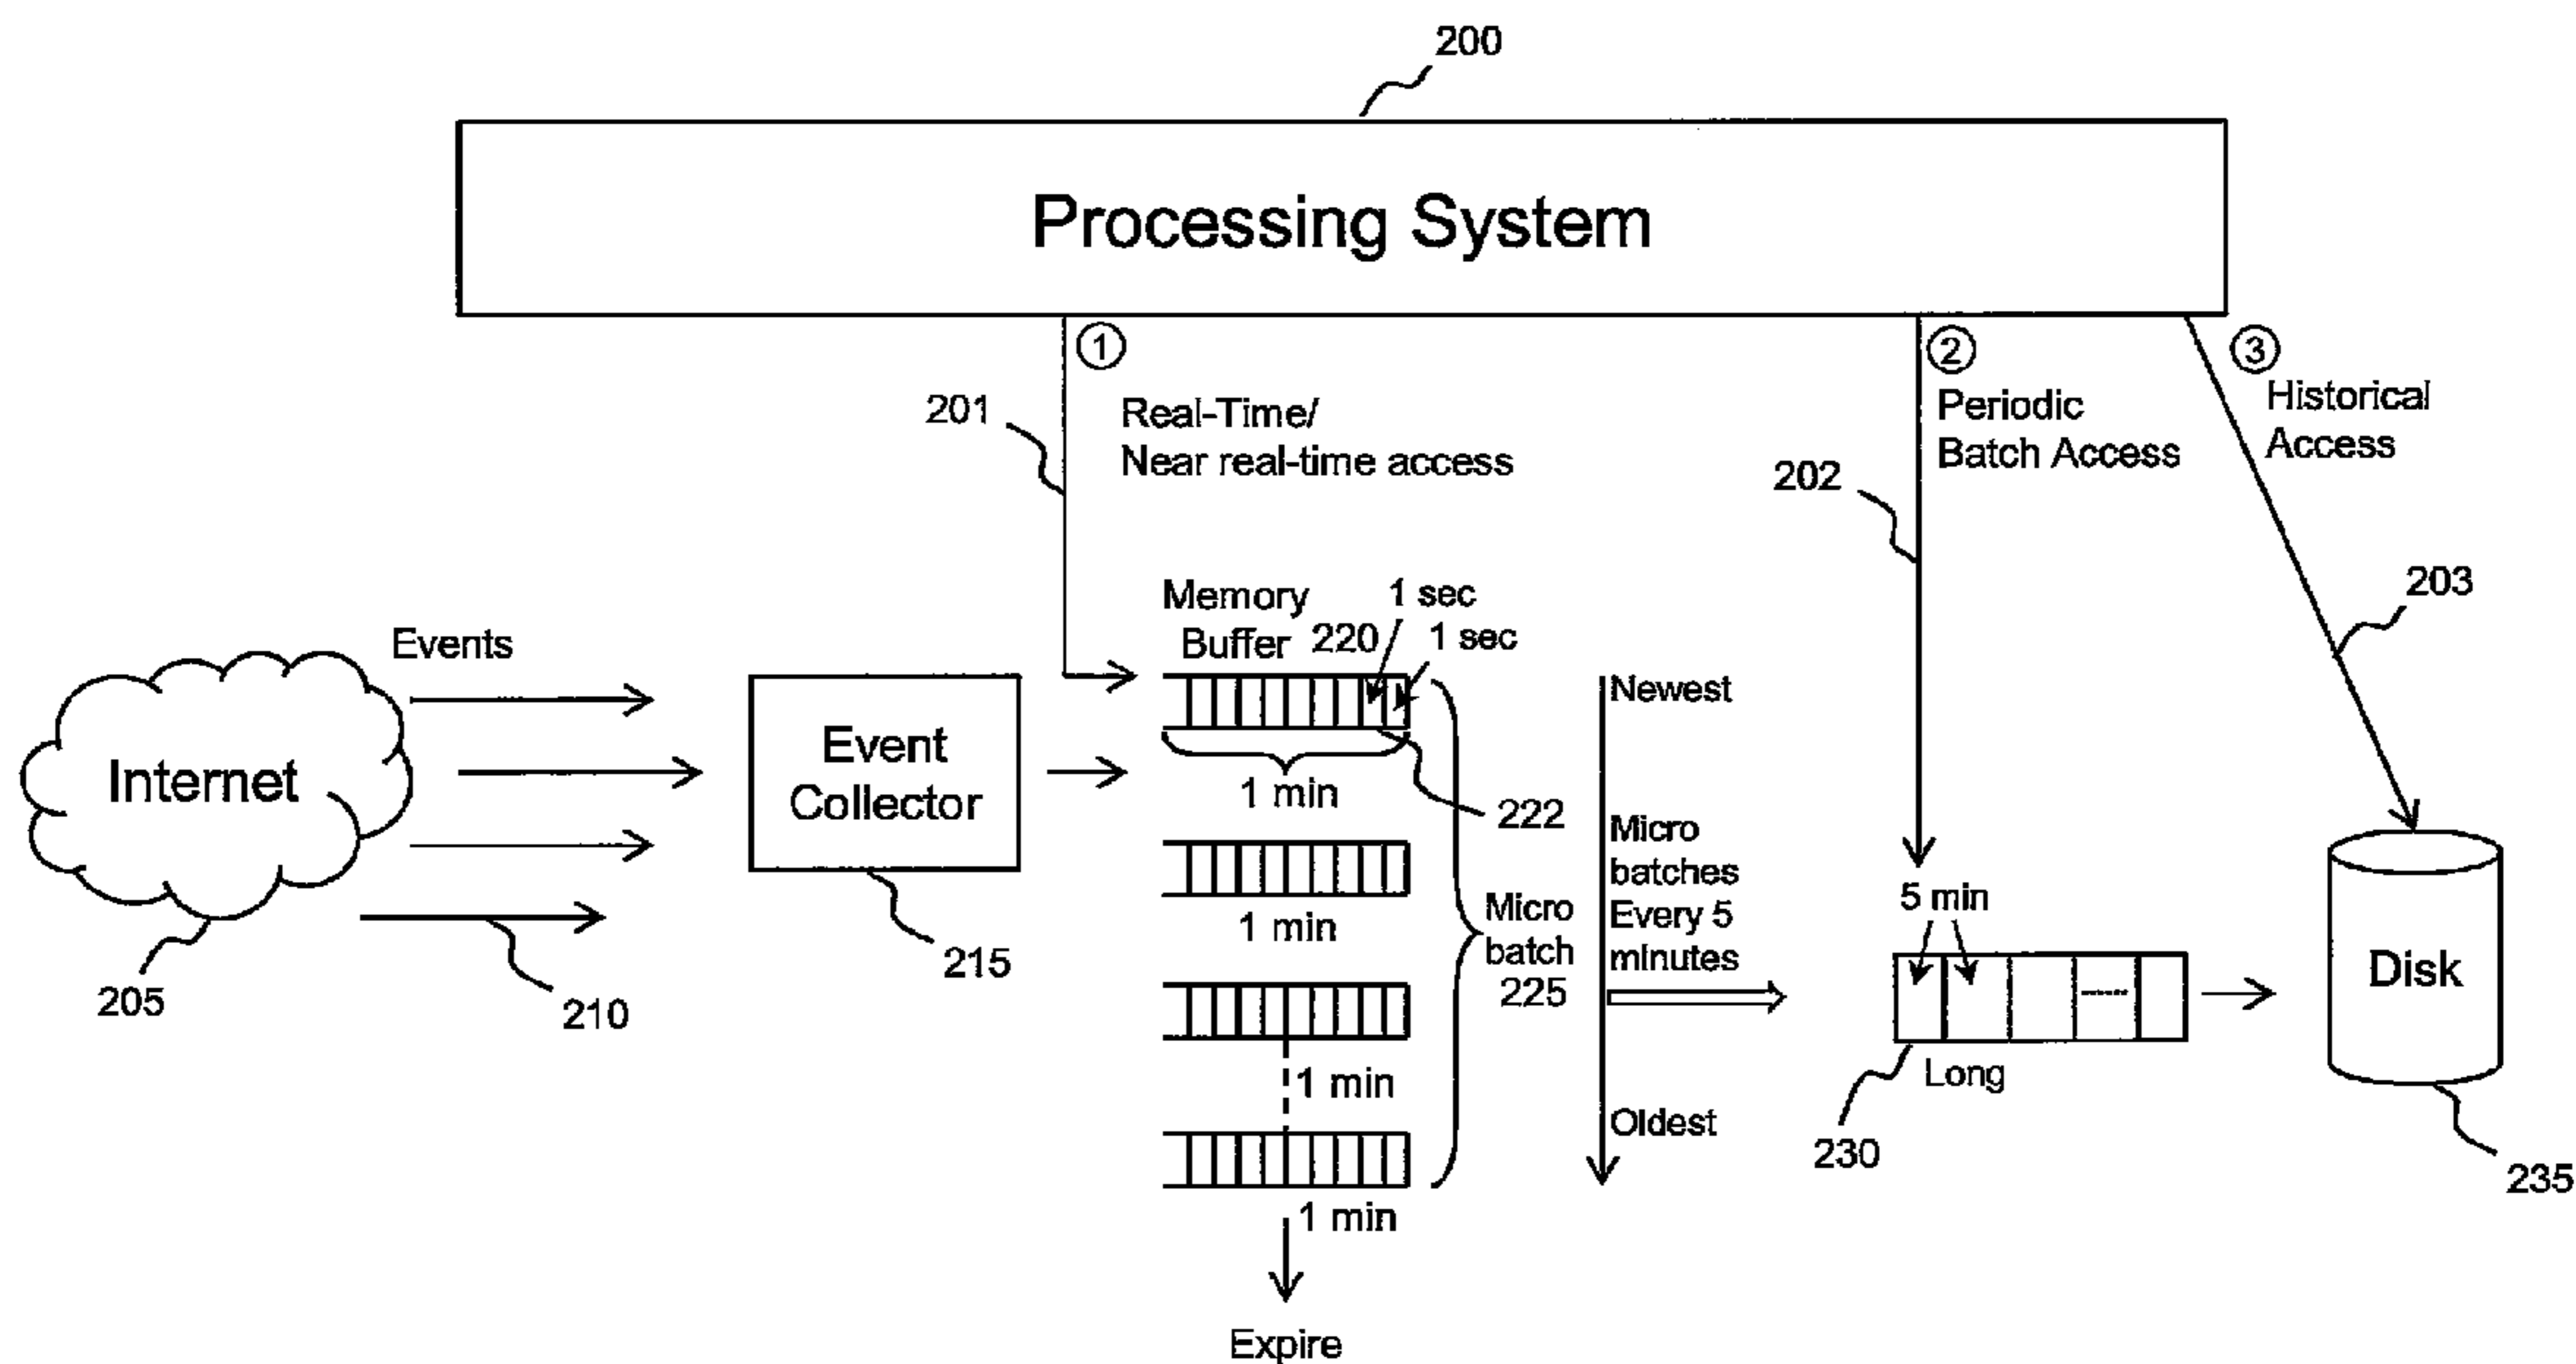 200
Processing System
1
2
3
201
Real-Time/
Near real-time access
202
Periodic
Batch Access
Historical
Access
203
Events
Memory
Buffer 220
1 sec
1 sec
Internet
Event
Collector
1 min
222
Newest
1 min
Micro
batch
225
Micro
batches
Every 5
minutes
5 min
Disk
205
210
215
1 min
Oldest
Long
230
235
1 min
Expire